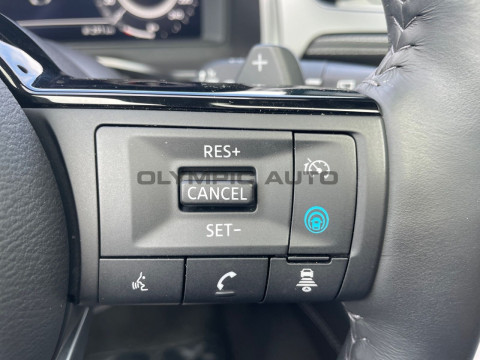 +
RES+
OLYMPIC AUTO
CANCEL
SET-